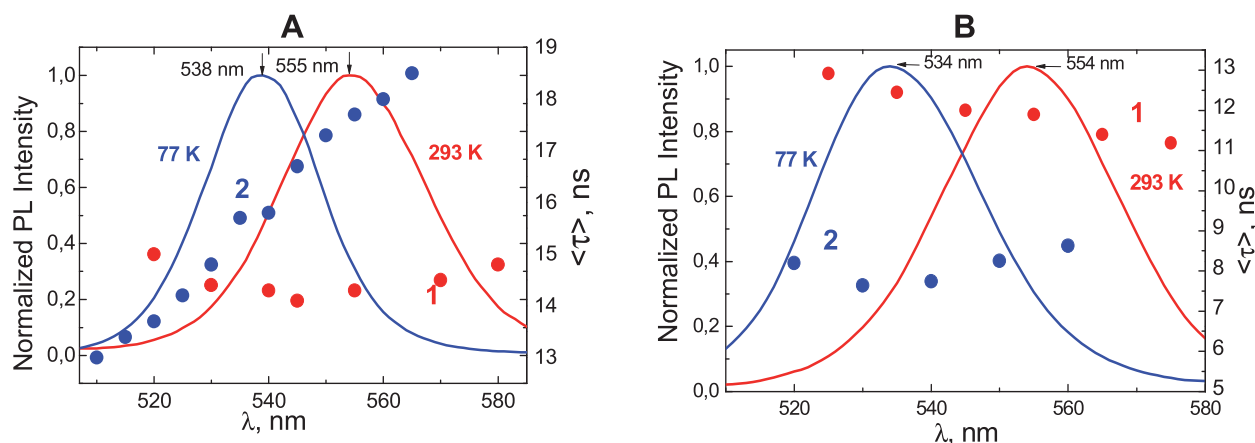 A
538 nm
555 nm
77 K
293 K
2
1
Normalized PL Intensity
1,0
0,8
0,6
0,4
0,2
0,0
19
18
17
16
15
14
13
<τ>, ns
520 540 560 580
λ, nm
B
534 nm
554 nm
77 K
293 K
1
2
Normalized PL Intensity
1,0
0,8
0,6
0,4
0,2
0,0
13
12
11
10
9
8
7
6
5
<τ>, ns
520 540 560 580
λ, nm